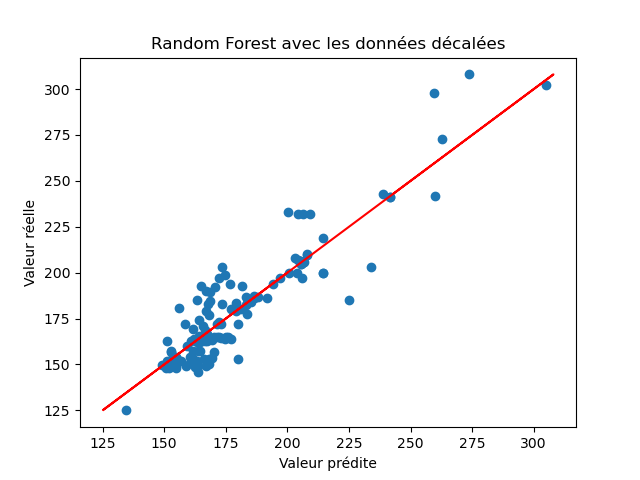 Random Forest avec les données décalées
300
275
250
225
200
175
150
125
Valeur réelle
125 150 175 200 225 250 275 300
Valeur prédite